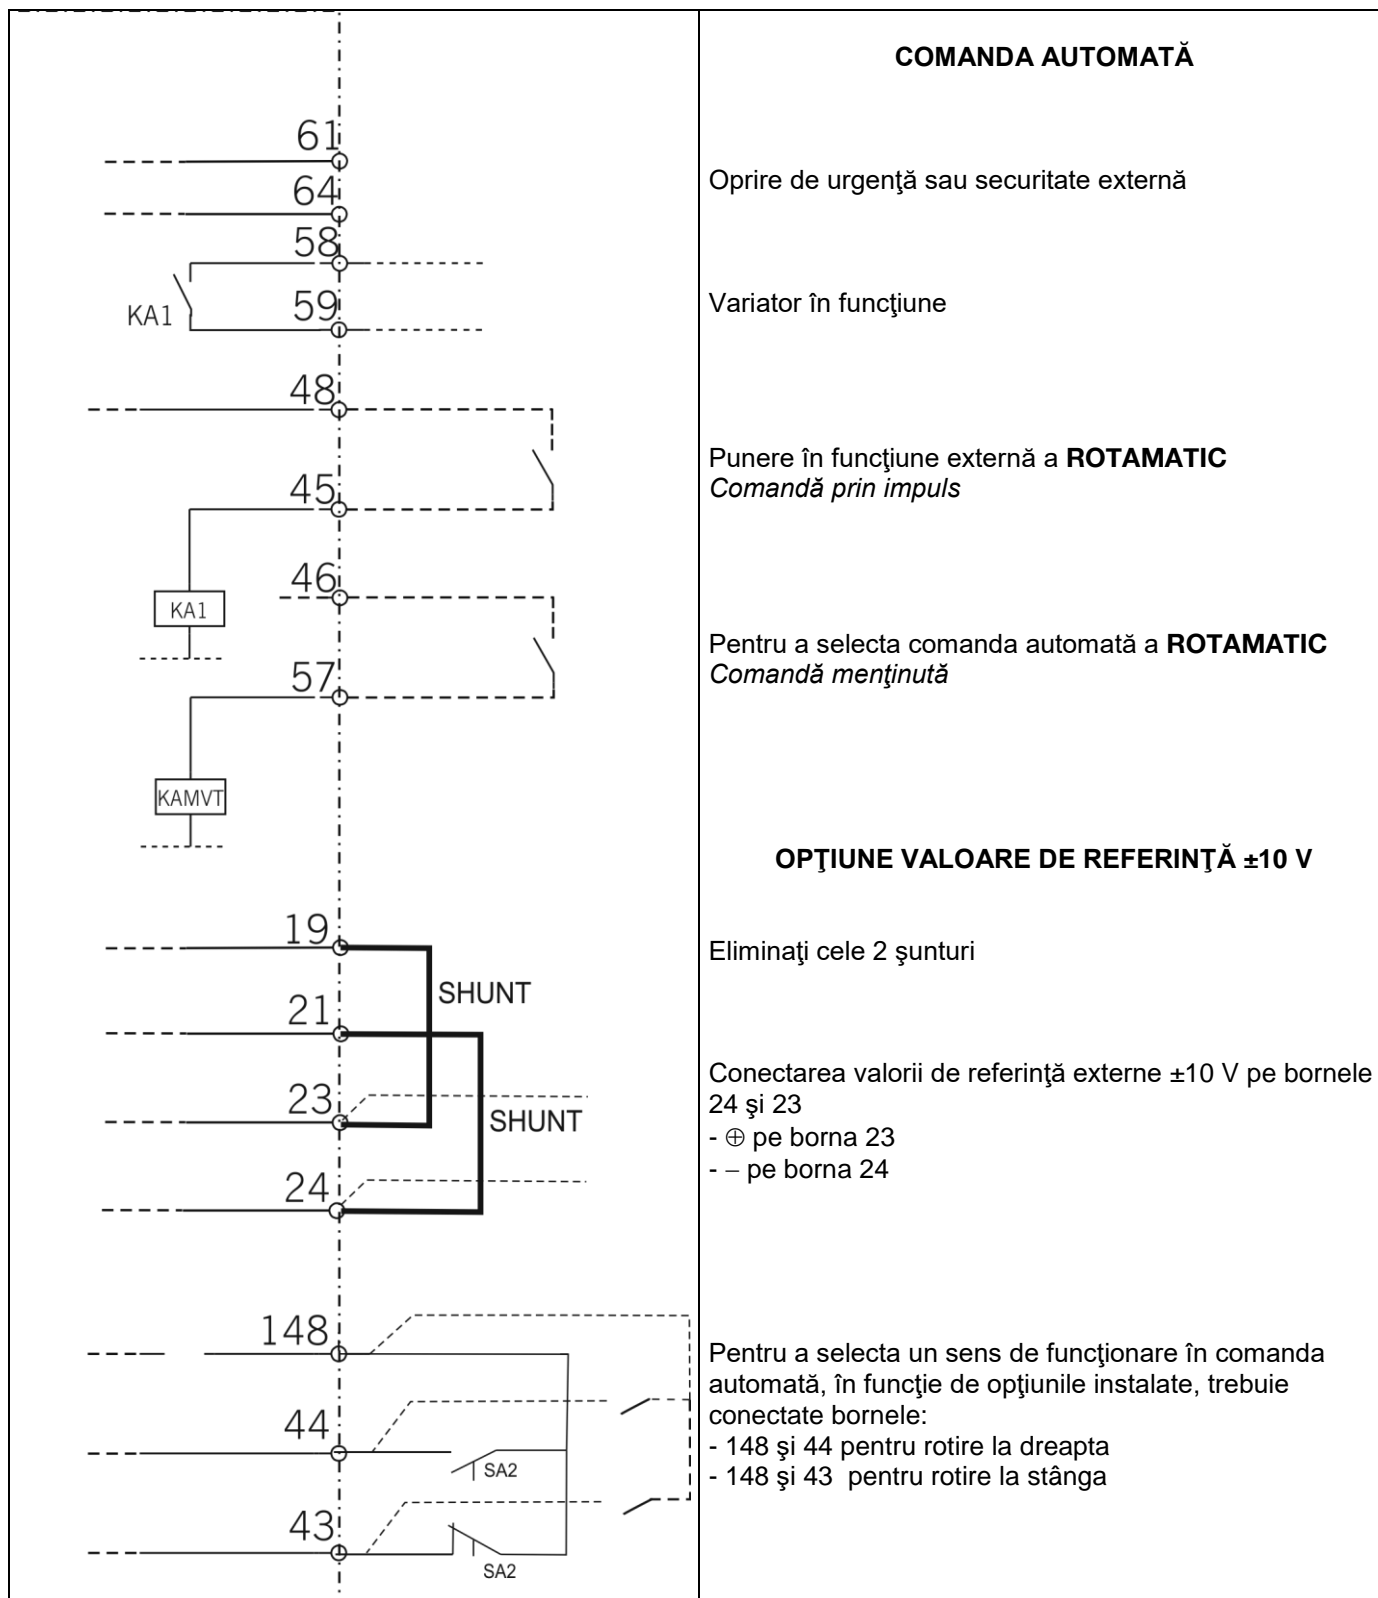 COMANDA AUTOMATĂ
61
64
Oprire de urgenţă sau securitate externă
58
59
KA1
Variator în funcţiune
48
45
Punere în funcţiune externă a ROTAMATIC
Comandă prin impuls
46
KA1
57
Pentru a selecta comanda automată a ROTAMATIC
Comandă menţinută
KAMVT
OPŢIUNE VALOARE DE REFERINŢĂ ±10 V
19
Eliminaţi cele 2 şunturi
SHUNT
21
23
SHUNT
24
Conectarea valorii de referinţă externe ±10 V pe bornele
24 şi 23
- ⊕ pe borna 23
- – pe borna 24
148
44
SA2
43
SA2
Pentru a selecta un sens de funcţionare în comanda
automată, în funcţie de opţiunile instalate, trebuie
conectate bornele:
- 148 şi 44 pentru rotire la dreapta
- 148 şi 43  pentru rotire la stânga